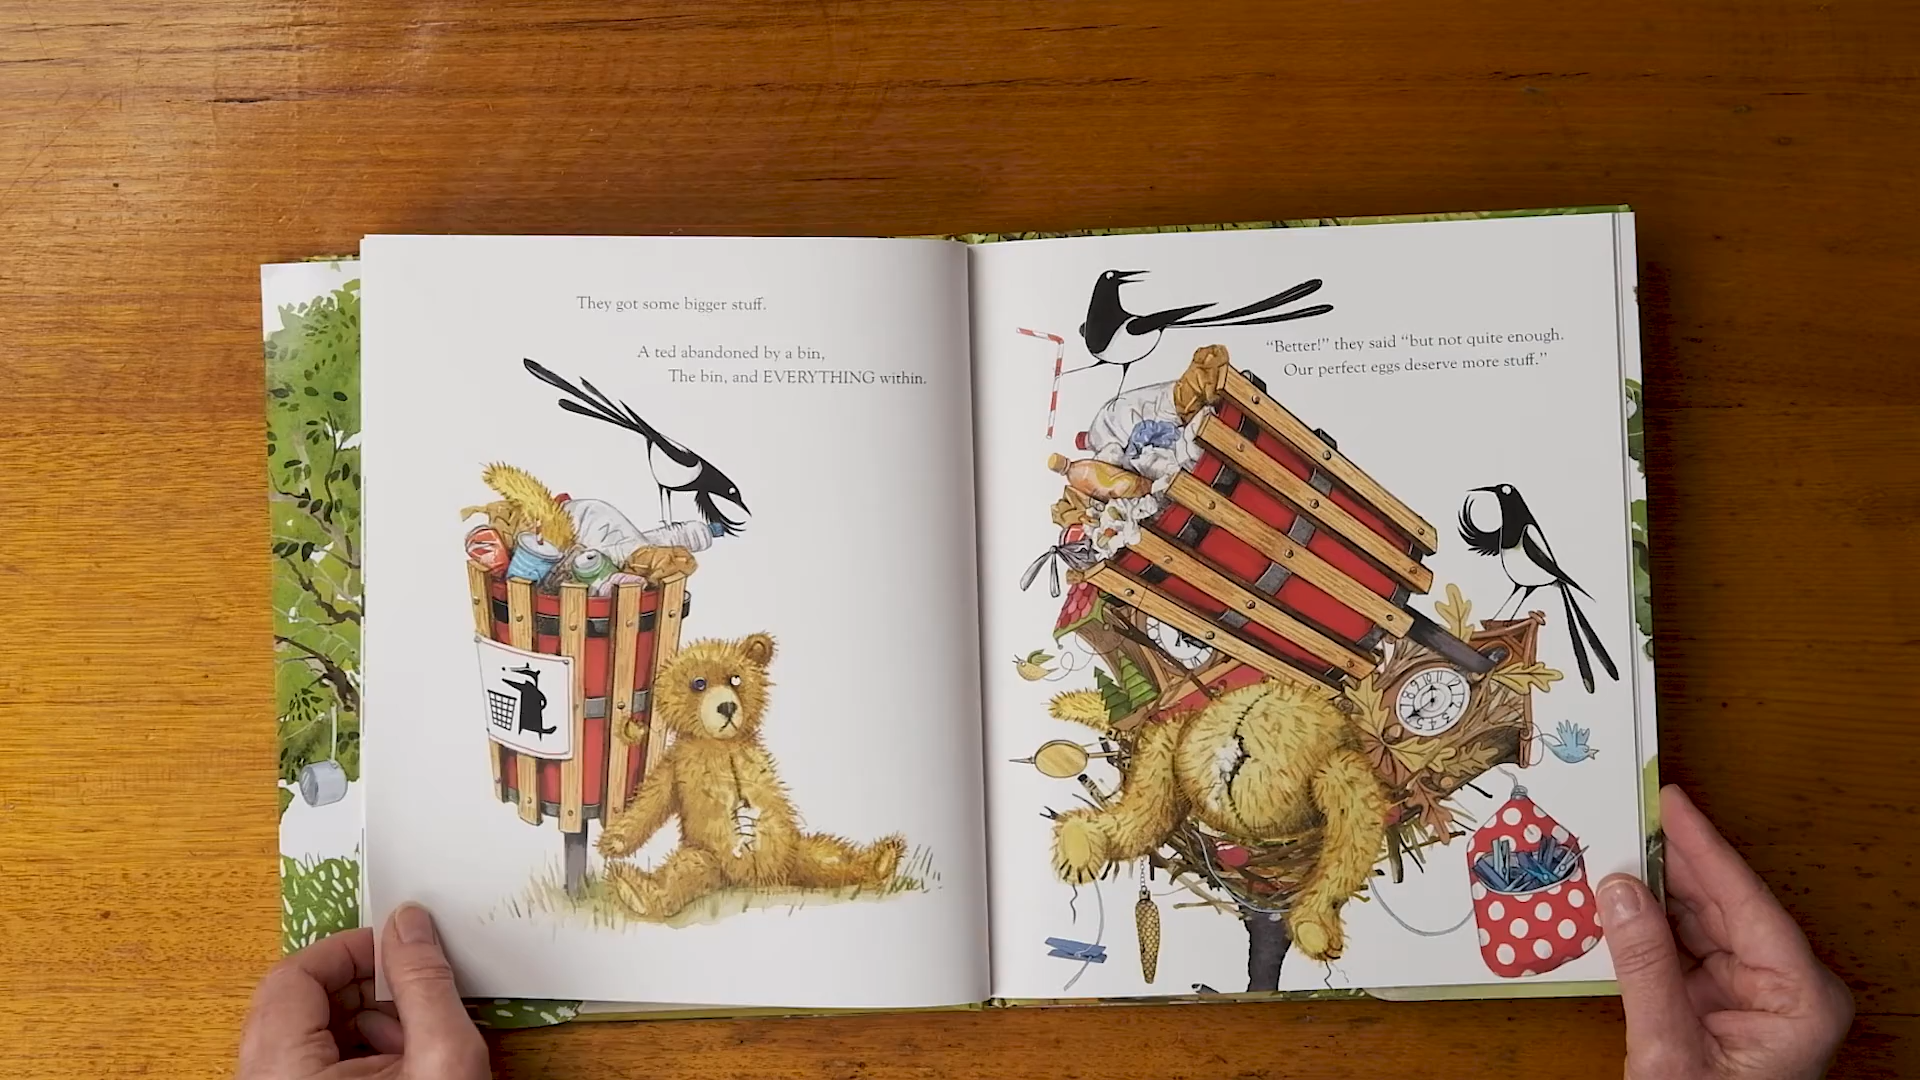 They got some bigger stuff.
A ted abandoned by a bin,
The bin, and EVERYTHING within.
“Better!” they said “but not quite enough.
Our perfect eggs deserve more stuff.”